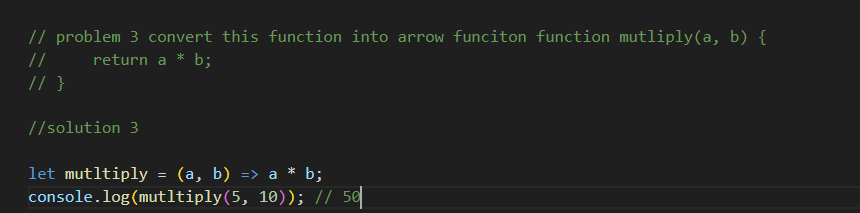 // problem 3 convert this function into arrow funciton function mutliply(a, b) {
//     return a * b;
// }
//solution 3
let mutltiply = (a, b) => a * b;
console.log(mutltiply(5, 10)); // 50